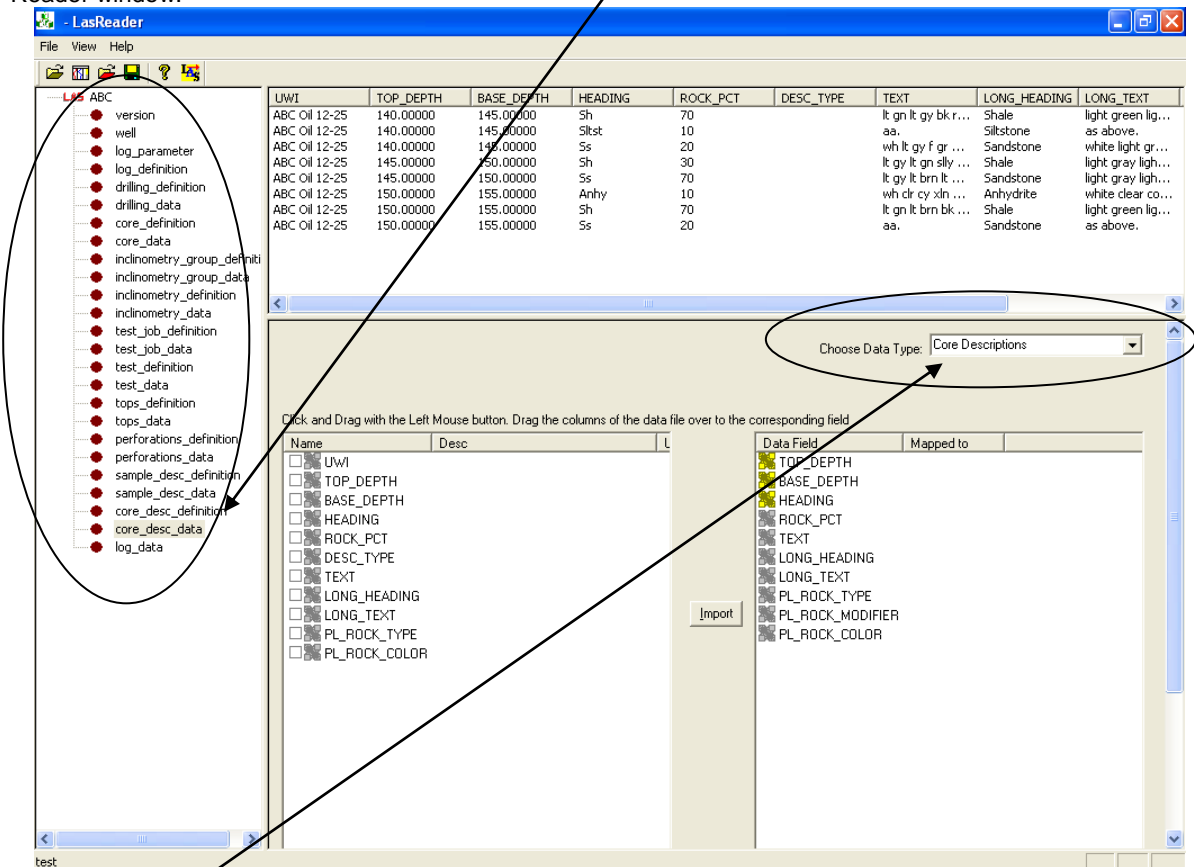 Reader window.
- LasReader
File View Help
LAS ABC
version
well
log_parameter
log_definition
drilling_definition
drilling_data
core_definition
core_data
inclinometry_group_definiti
inclinometry_group_data
inclinometry_definition
inclinometry_data
test_job_definition
test_job_data
test_definition
test_data
tops_definition
tops_data
perforations_definition
perforations_data
sample_desc_definition
sample_desc_data
core_desc_definition
core_desc_data
log_data
UWI TOP_DEPTH BASE_DEPTH HEADING ROCK_PCT DESC_TYPE TEXT LONG_HEADING LONG_TEXT
ABC Oil 12-25 140.00000 145.00000 Sh 70 lt gn lt gy bk r... Shale light green lig...
ABC Oil 12-25 140.00000 145.00000 Sltst 10 aa. Siltstone as above.
ABC Oil 12-25 140.00000 145.00000 Ss 20 wh lt gy f gr ... Sandstone white light gr...
ABC Oil 12-25 145.00000 150.00000 Sh 30 lt gy lt gn slly ... Shale light gray ligh...
ABC Oil 12-25 145.00000 150.00000 Ss 70 lt gy lt brn lt ... Sandstone light gray ligh...
ABC Oil 12-25 150.00000 155.00000 Anhy 10 wh clr cy xln ... Anhydrite white clear co...
ABC Oil 12-25 150.00000 155.00000 Sh 70 lt gn lt brn bk ... Shale light green lig...
ABC Oil 12-25 150.00000 155.00000 Ss 20 aa. Sandstone as above.
Choose Data Type: Core Descriptions
Click and Drag with the Left Mouse button. Drag the columns of the data file over to the corresponding field
Name Desc U
UWI
TOP_DEPTH
BASE_DEPTH
HEADING
ROCK_PCT
DESC_TYPE
TEXT
LONG_HEADING
LONG_TEXT
PL_ROCK_TYPE
PL_ROCK_COLOR
Import
Data Field Mapped to
TOP_DEPTH
BASE_DEPTH
HEADING
ROCK_PCT
TEXT
LONG_HEADING
LONG_TEXT
PL_ROCK_TYPE
PL_ROCK_MODIFIER
PL_ROCK_COLOR
test